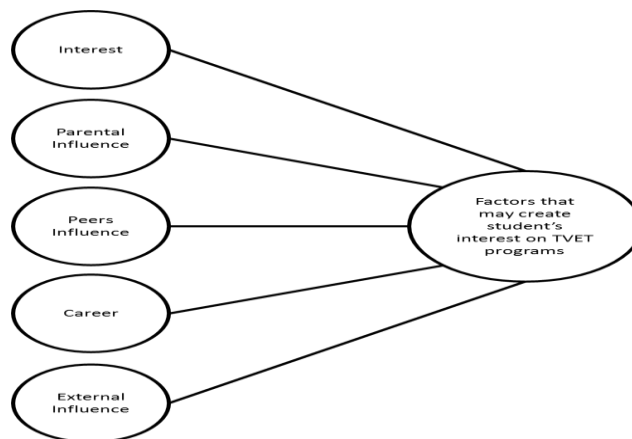 Interest
Parental
Influence
Peers
Influence
Career
External
Influence
Factors that
may create
student's
interest on TVET
programs